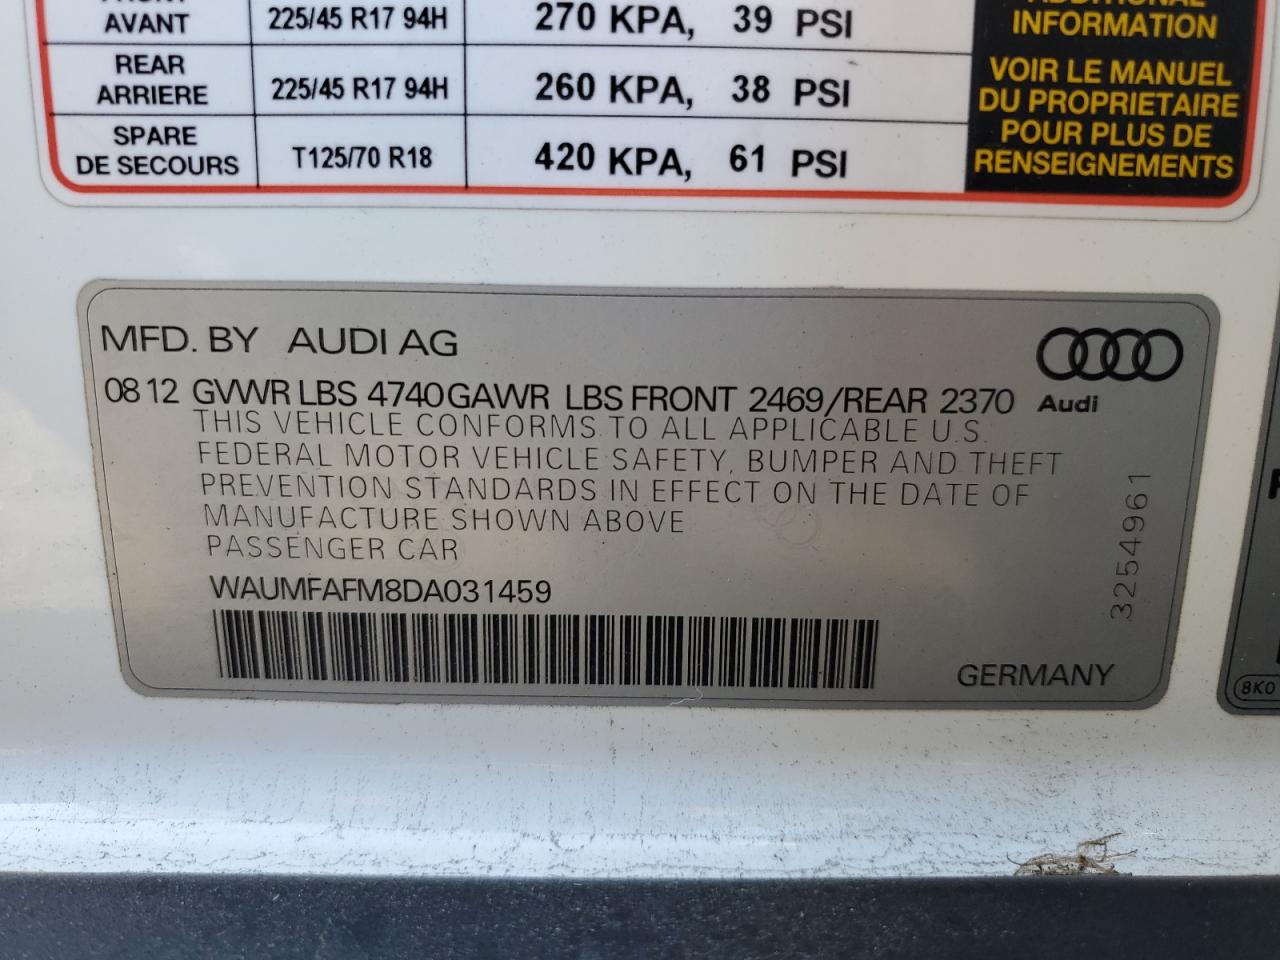 AVANT 225/45 R17 94H 270 KPA, 39 PSI
INFORMATION
REAR
ARRIERE 225/45 R17 94H 260 KPA, 38 PSI
SPARE
DE SECOURS T125/70 R18 420 KPA, 61 PSI
VOIR LE MANUEL
DU PROPRIETAIRE
POUR PLUS DE
RENSEIGNEMENTS
MFD. BY AUDI AG
0812 GVWR LBS 4740 GAWR LBS FRONT 2469/REAR 2370
Audi
THIS VEHICLE CONFORMS TO ALL APPLICABLE U.S.
FEDERAL MOTOR VEHICLE SAFETY, BUMPER AND THEFT
PREVENTION STANDARDS IN EFFECT ON THE DATE OF
MANUFACTURE SHOWN ABOVE
PASSENGER CAR
WAUMFAFM8DA031459
GERMANY
3254961
8K0